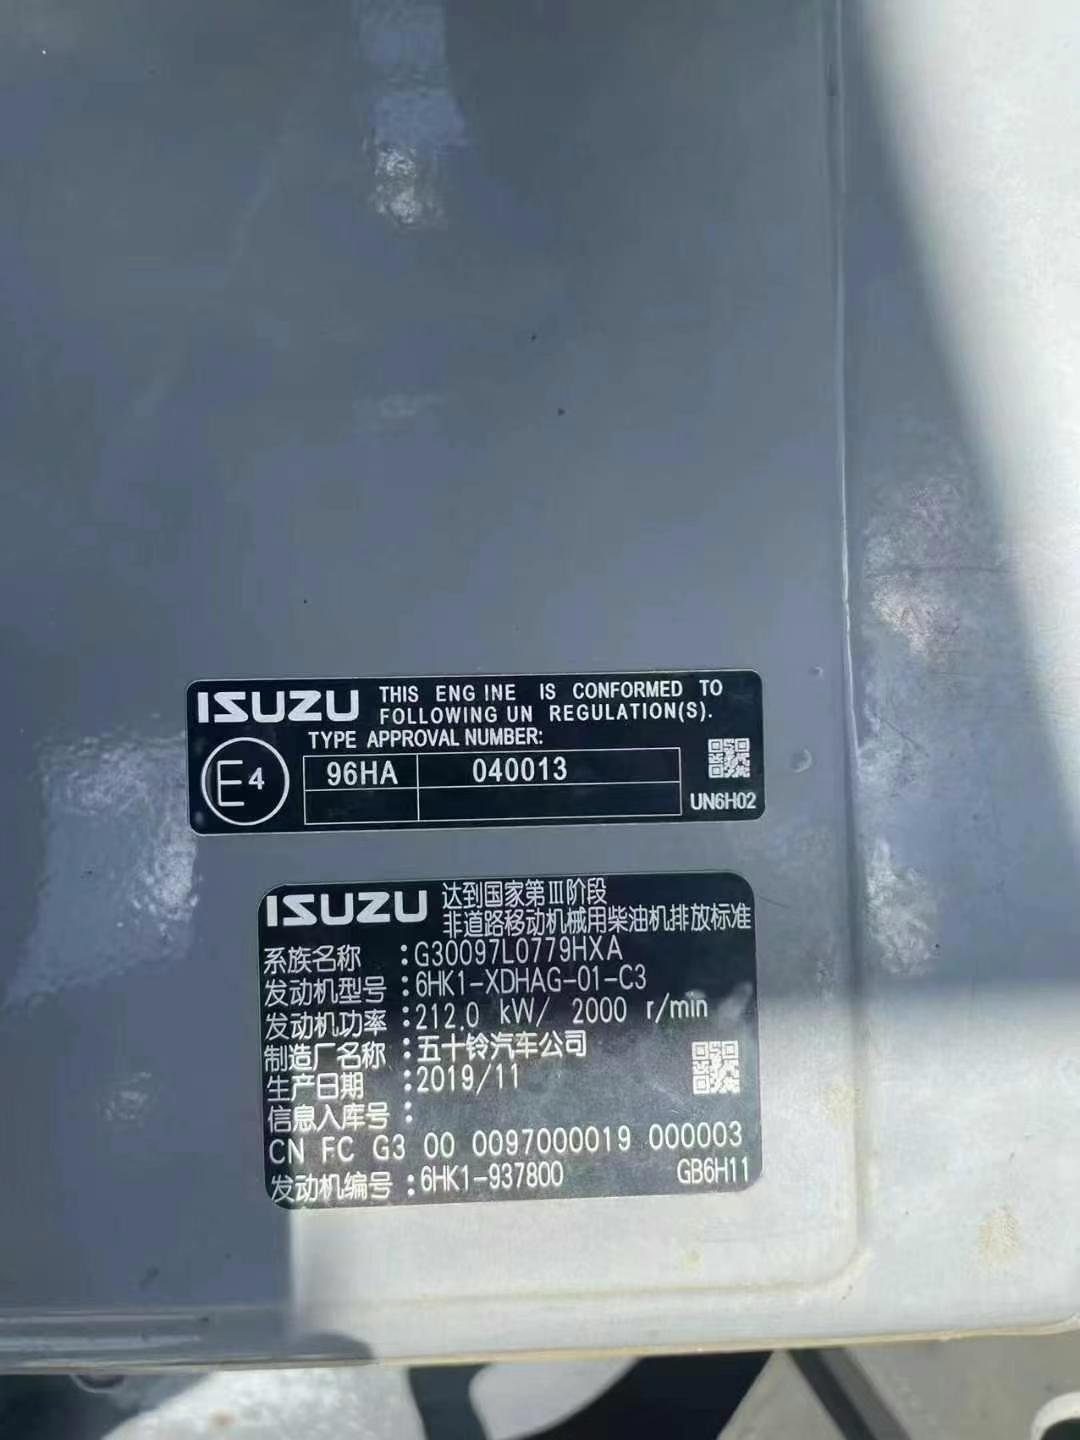 ISUZU THIS ENGINE IS CONFORMED TO
FOLLOWING UN REGULATION(S).
TYPE APPROVAL NUMBER:
E4 96HA 040013
UN6H02
ISUZU 达到国家第III阶段
非道路移动机械用柴油机排放标准
系族名称 :G30097L0779HXA
发动机型号 :6HK1-XDHAG-01-C3
发动机功率 :212.0 kW/ 2000 r/min
制造厂名称 :五十铃汽车公司
生产日期 :2019/11
信息入库号 :
CN FC G3 00 0097000019 000003
发动机编号 :6HK1-937800 GB6H11